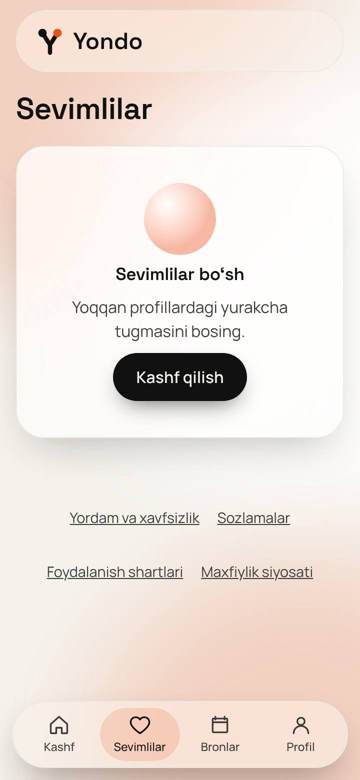 Yondo
Sevimlilar
Sevimlilar bo‘sh
Yoqqan profillardagi yurakcha
tugmasini bosing.
Kashf qilish
Yordam va xavfsizlik Sozlamalar
Foydalanish shartlari Maxfiylik siyosati
Kashf Sevimlilar Bronlar Profil